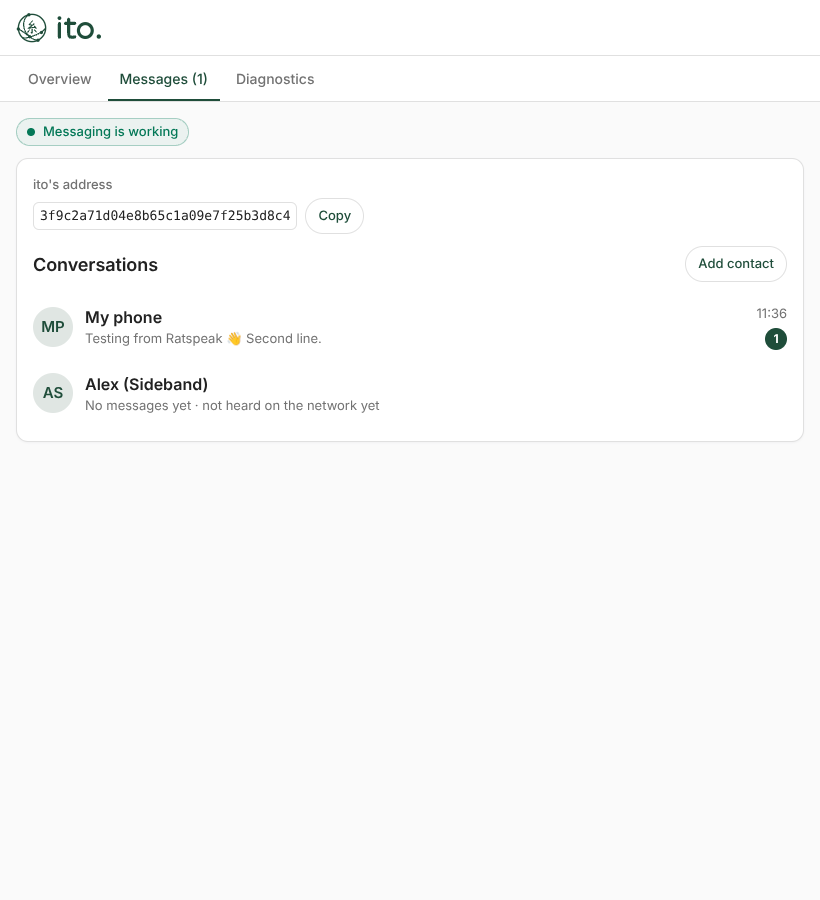 ito.
Overview Messages (1) Diagnostics
Messaging is working
ito's address
3f9c2a71d04e8b65c1a09e7f25b3d8c4 Copy
Conversations Add contact
MP My phone 11:36
Testing from Ratspeak 👋 Second line. 1
AS Alex (Sideband)
No messages yet · not heard on the network yet